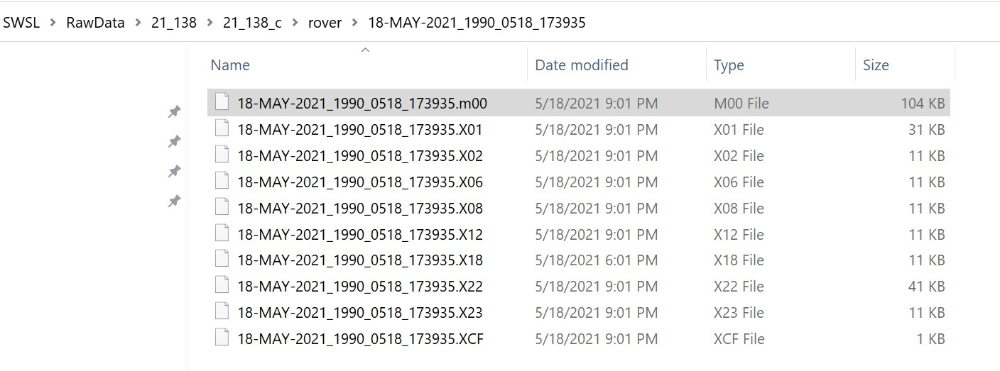 SWSL > RawData > 21_138 > 21_138_c > rover > 18-MAY-2021_1990_0518_173935
Name Date modified Type Size
18-MAY-2021_1990_0518_173935.m00 5/18/2021 9:01 PM M00 File 104 KB
18-MAY-2021_1990_0518_173935.X01 5/18/2021 9:01 PM X01 File 31 KB
18-MAY-2021_1990_0518_173935.X02 5/18/2021 9:01 PM X02 File 11 KB
18-MAY-2021_1990_0518_173935.X06 5/18/2021 9:01 PM X06 File 11 KB
18-MAY-2021_1990_0518_173935.X08 5/18/2021 9:01 PM X08 File 11 KB
18-MAY-2021_1990_0518_173935.X12 5/18/2021 9:01 PM X12 File 11 KB
18-MAY-2021_1990_0518_173935.X18 5/18/2021 6:01 PM X18 File 11 KB
18-MAY-2021_1990_0518_173935.X22 5/18/2021 9:01 PM X22 File 41 KB
18-MAY-2021_1990_0518_173935.X23 5/18/2021 9:01 PM X23 File 11 KB
18-MAY-2021_1990_0518_173935.XCF 5/18/2021 9:01 PM XCF File 1 KB